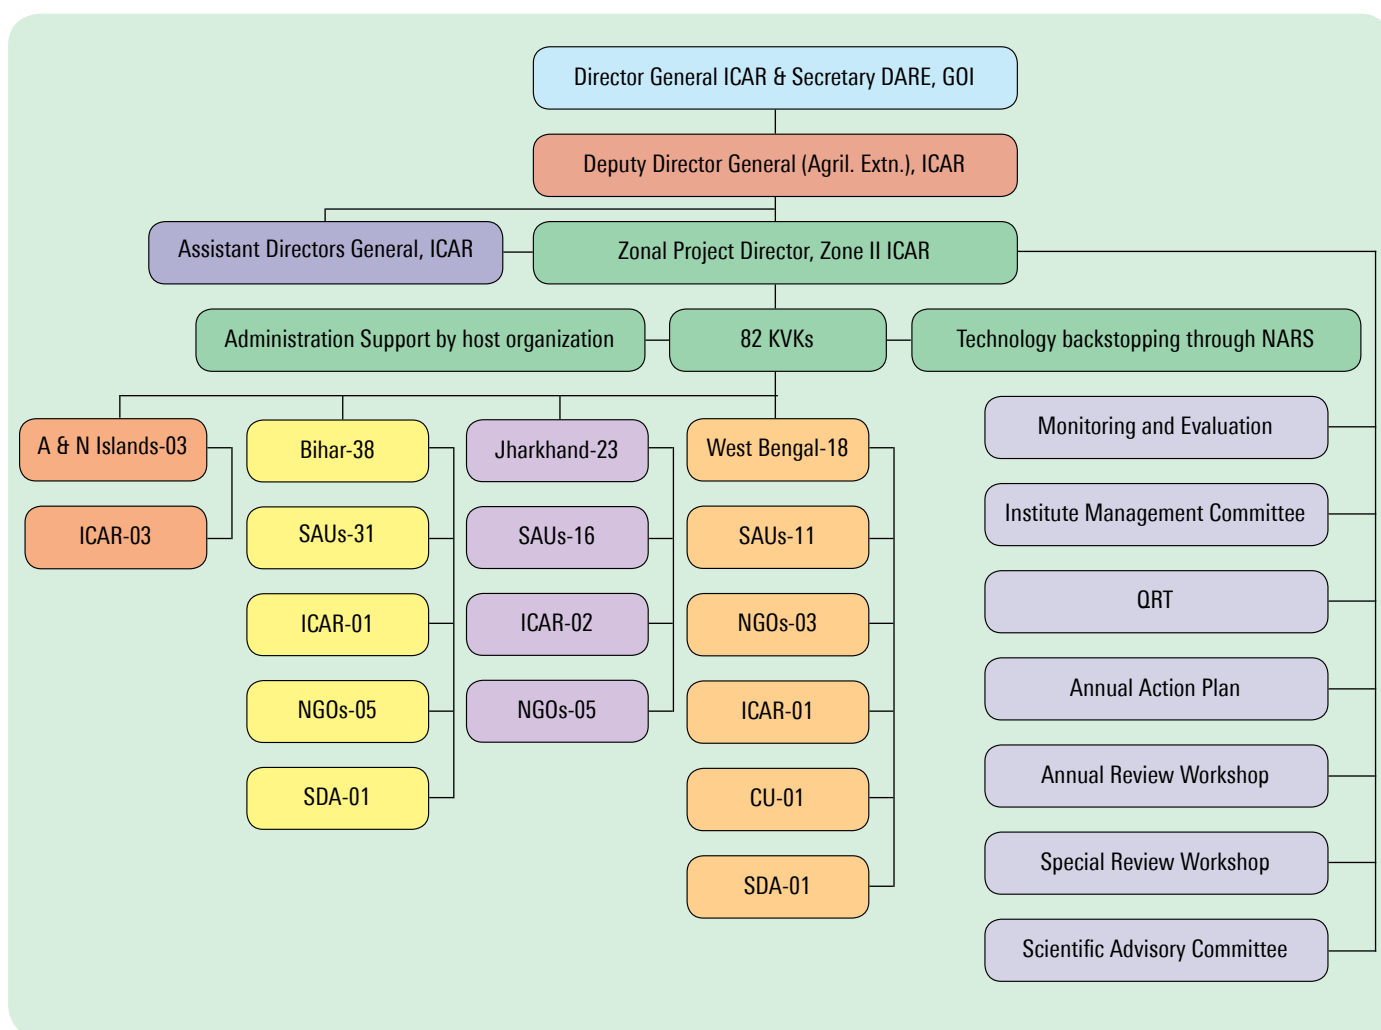 Director General ICAR & Secretary DARE, GOI
Deputy Director General (Agril. Extn.), ICAR
Assistant Directors General, ICAR
Zonal Project Director, Zone II ICAR
Administration Support by host organization
82 KVKs
Technology backstopping through NARS
A & N Islands-03
ICAR-03
Bihar-38
SAUs-31
ICAR-01
NGOs-05
SDA-01
Jharkhand-23
SAUs-16
ICAR-02
NGOs-05
West Bengal-18
SAUs-11
NGOs-03
ICAR-01
CU-01
SDA-01
Monitoring and Evaluation
Institute Management Committee
QRT
Annual Action Plan
Annual Review Workshop
Special Review Workshop
Scientific Advisory Committee